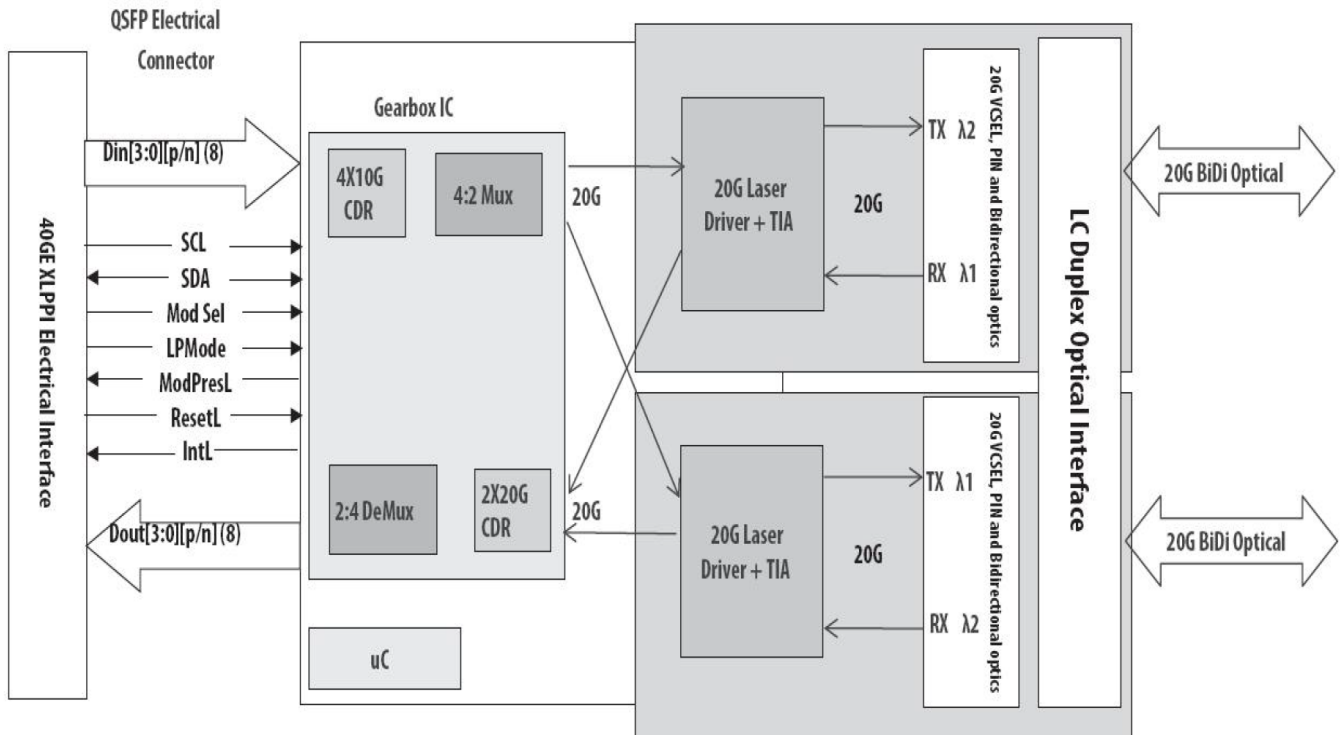 QSFP Electrical
Connector
40GE XLPPI Electrical Interface
Din[3:0][p/n] (8)
SCL
SDA
Mod Sel
LPMode
ModPresL
ResetL
IntL
Dout[3:0][p/n] (8)
Gearbox IC
4X10G
CDR
4:2 Mux
2:4 DeMux
2X20G
CDR
uC
20G
20G
20G Laser
Driver + TIA
20G
TX λ2
RX λ1
20G VCSEL, PIN and Bidirectional optics
20G Laser
Driver + TIA
20G
TX λ1
RX λ2
20G VCSEL, PIN and Bidirectional optics
LC Duplex Optical Interface
20G BiDi Optical
20G BiDi Optical